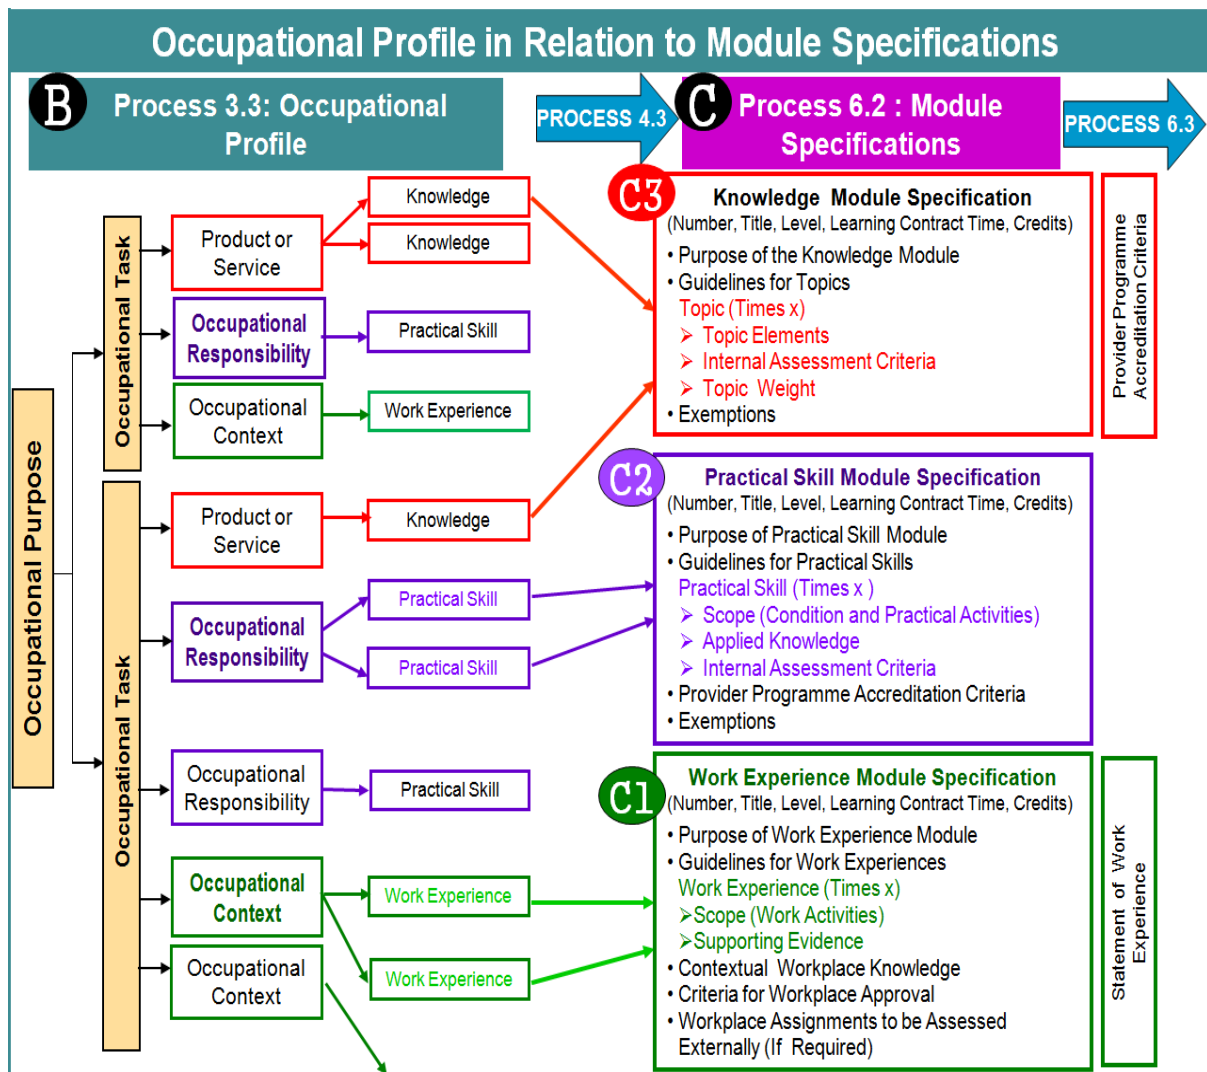 Occupational Profile in Relation to Module Specifications
B
Process 3.3: Occupational
Profile
PROCESS 4.3
C
Process 6.2 : Module
Specifications
PROCESS 6.3
Occupational Purpose
Occupational Task
Product or
Service
Knowledge
Knowledge
Occupational
Responsibility
Practical Skill
Occupational
Context
Work Experience
Occupational Task
Product or
Service
Knowledge
Occupational
Responsibility
Practical Skill
Practical Skill
Occupational
Responsibility
Practical Skill
Occupational
Context
Work Experience
Work Experience
Occupational
Context
C3
Knowledge Module Specification
(Number, Title, Level, Learning Contract Time, Credits)
• Purpose of the Knowledge Module
• Guidelines for Topics
Topic (Times x)
➢ Topic Elements
➢ Internal Assessment Criteria
➢ Topic Weight
• Exemptions
Provider Programme
Accreditation Criteria
C2
Practical Skill Module Specification
(Number, Title, Level, Learning Contract Time, Credits)
• Purpose of Practical Skill Module
• Guidelines for Practical Skills
Practical Skill (Times x )
➢ Scope (Condition and Practical Activities)
➢ Applied Knowledge
➢ Internal Assessment Criteria
• Provider Programme Accreditation Criteria
• Exemptions
C1
Work Experience Module Specification
(Number, Title, Level, Learning Contract Time, Credits)
• Purpose of Work Experience Module
• Guidelines for Work Experiences
Work Experience (Times x)
➢Scope (Work Activities)
➢Supporting Evidence
• Contextual Workplace Knowledge
• Criteria for Workplace Approval
• Workplace Assignments to be Assessed
Externally (If Required)
Statement of Work
Experience